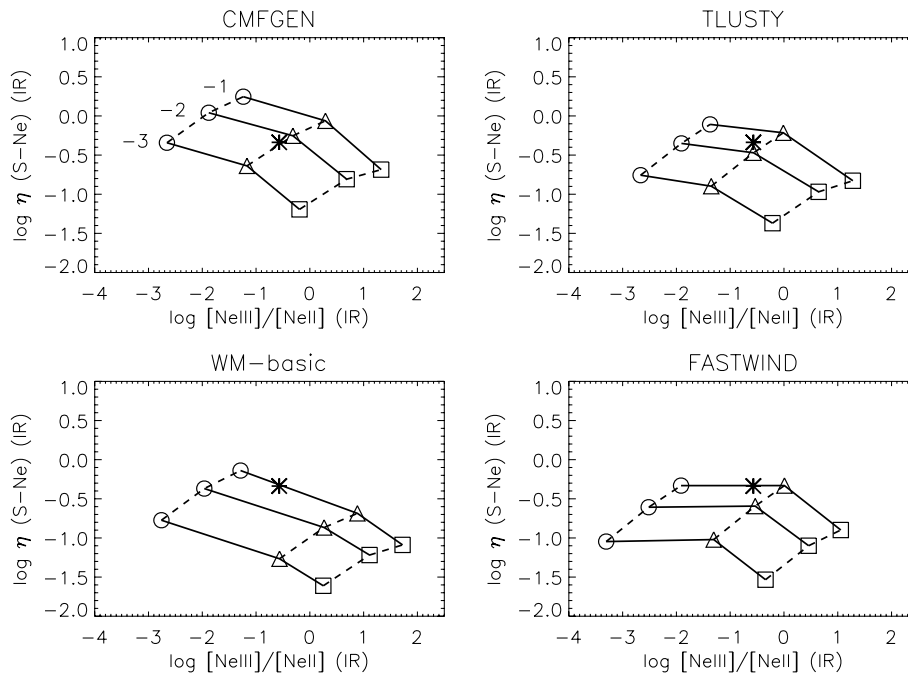 CMFGEN
TLUSTY
1.0
0.5
0.0
−0.5
−1.0
−1.5
−2.0
log η (S−Ne) (IR)
−1
−2
−3
−4 −3 −2 −1 0 1 2
log [NeIII]/[NeII] (IR)
1.0
0.5
0.0
−0.5
−1.0
−1.5
−2.0
log η (S−Ne) (IR)
−4 −3 −2 −1 0 1 2
log [NeIII]/[NeII] (IR)
WM−basic
FASTWIND
1.0
0.5
0.0
−0.5
−1.0
−1.5
−2.0
log η (S−Ne) (IR)
−4 −3 −2 −1 0 1 2
log [NeIII]/[NeII] (IR)
1.0
0.5
0.0
−0.5
−1.0
−1.5
−2.0
log η (S−Ne) (IR)
−4 −3 −2 −1 0 1 2
log [NeIII]/[NeII] (IR)